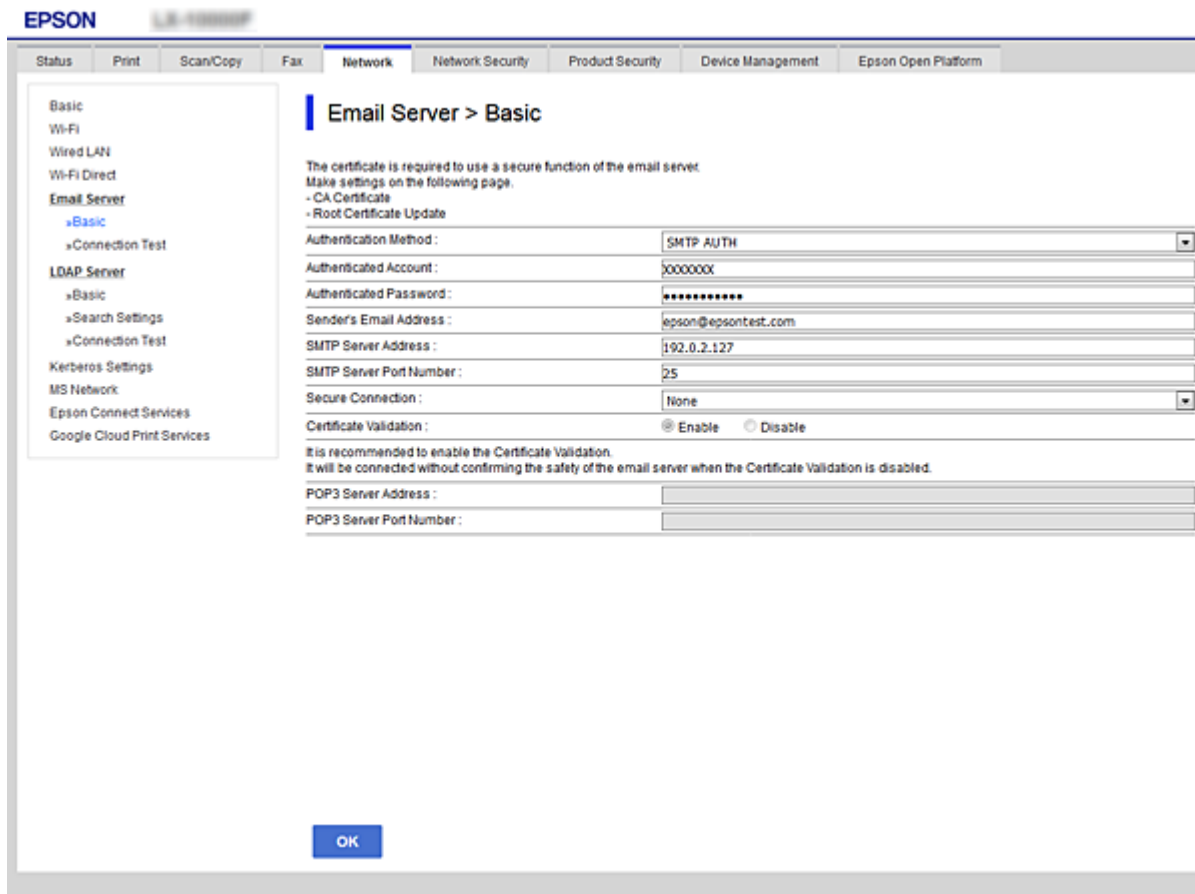 EPSON
Status Print Scan/Copy Fax Network Network Security Product Security Device Management Epson Open Platform
Basic
Wi-Fi
Wired LAN
Wi-Fi Direct
Email Server
»Basic
»Connection Test
LDAP Server
»Basic
»Search Settings
»Connection Test
Kerberos Settings
MS Network
Epson Connect Services
Google Cloud Print Services
Email Server > Basic
The certificate is required to use a secure function of the email server.
Make settings on the following page.
- CA Certificate
- Root Certificate Update
Authentication Method : SMTP AUTH
Authenticated Account : XXXXXXX
Authenticated Password : •••••••••••
Sender's Email Address : epson@epsontest.com
SMTP Server Address : 192.0.2.127
SMTP Server Port Number : 25
Secure Connection : None
Certificate Validation : Enable Disable
It is recommended to enable the Certificate Validation.
It will be connected without confirming the safety of the email server when the Certificate Validation is disabled.
POP3 Server Address :
POP3 Server Port Number :
OK